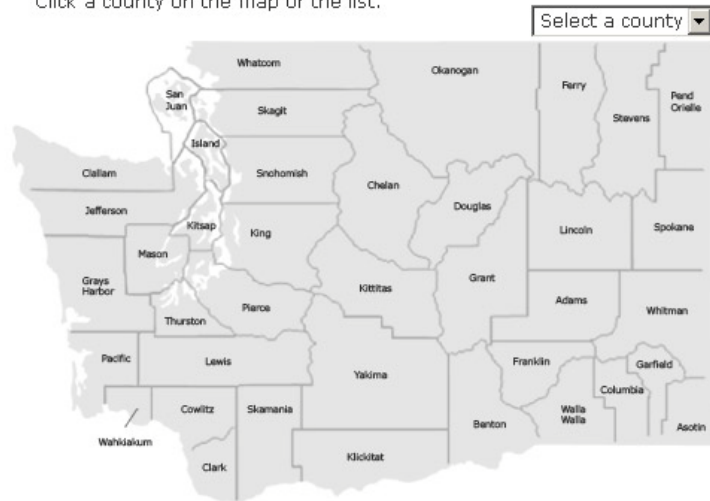 Click a county on the map or the list.
Select a county
Whatcom
Okanogan
Ferry
Stevens
Pend
Orielle
San
Juan
Skagit
Island
Clallam
Snohomish
Chelan
Jefferson
Kitsap
King
Douglas
Lincoln
Spokane
Mason
Grays
Harbor
Kittitas
Grant
Adams
Whitman
Thurston
Pierce
Pacific
Lewis
Yakima
Franklin
Garfield
Columbia
Cowlitz
Skamania
Benton
Walla
Walla
Asotin
Wahkiakum
Clark
Klickitat